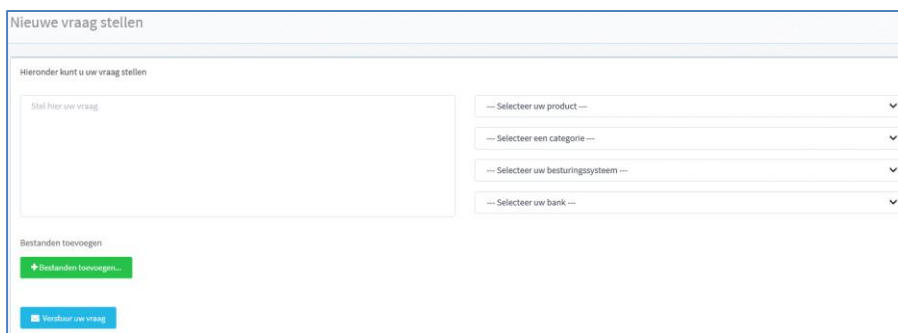 Nieuwe vraag stellen
Hieronder kunt u uw vraag stellen
Stel hier uw vraag
--- Selecteer uw product ---
--- Selecteer een categorie ---
--- Selecteer uw besturingssysteem ---
--- Selecteer uw bank ---
Bestanden toevoegen
+Bestanden toevoegen...
Verstuur uw vraag